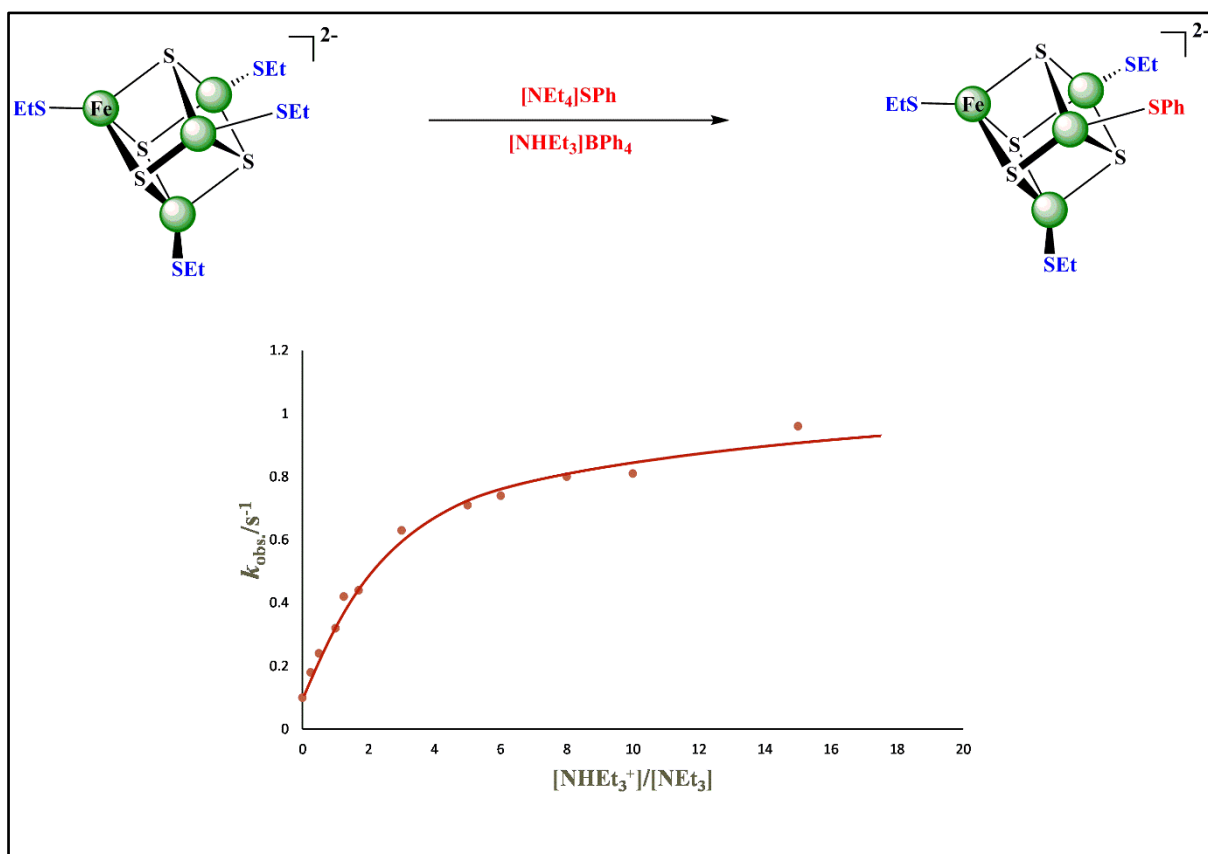 ]2-
S
SEt
EtS
Fe
SEt
S
S
S
SEt
[NEt4]SPh
[NHEt3]BPh4
]2-
S
SEt
EtS
Fe
SPh
S
S
S
SEt
kobs./s-1
1.2
1
0.8
0.6
0.4
0.2
0
0 2 4 6 8 10 12 14 16 18 20
[NHEt3+]/[NEt3]